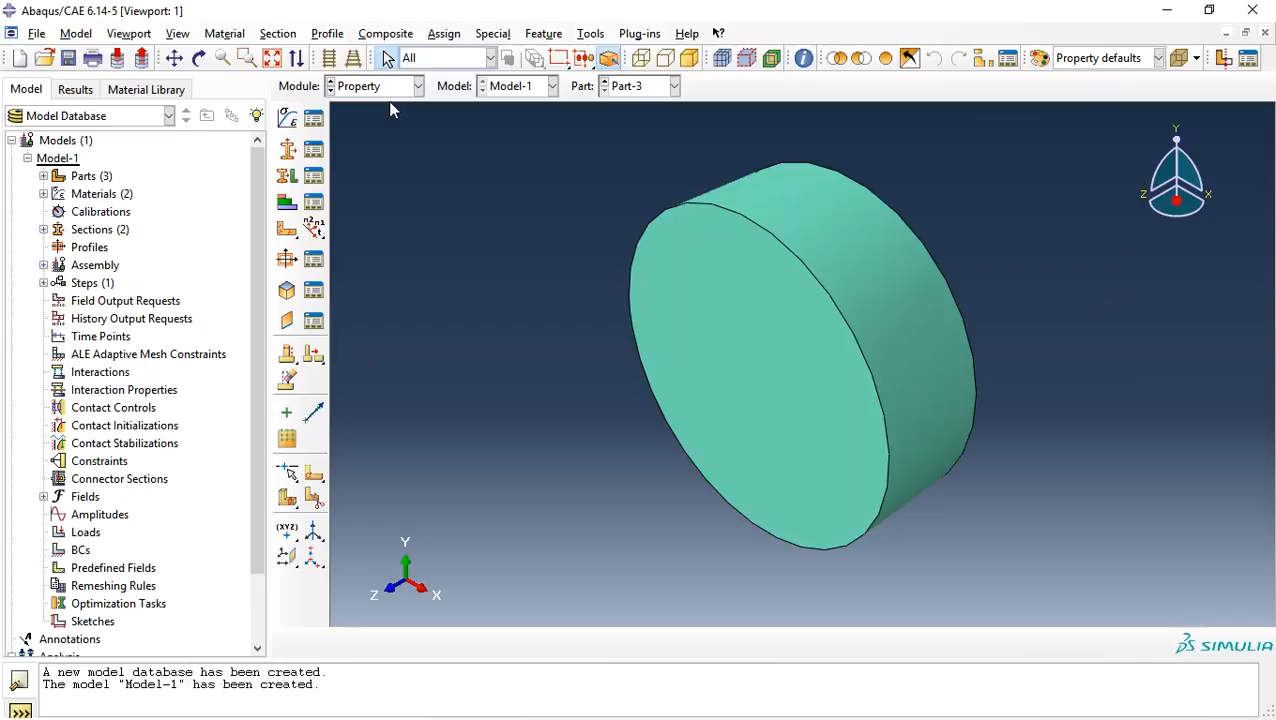 Abaqus/CAE 6.14-5 [Viewport: 1]
File Model Viewport View Material Section Profile Composite Assign Special Feature Tools Plug-ins Help
All
Property defaults
Model Results Material Library
Module: Property Model: Model-1 Part: Part-3
Model Database
Models (1)
Model-1
Parts (3)
Materials (2)
Calibrations
Sections (2)
Profiles
Assembly
Steps (1)
Field Output Requests
History Output Requests
Time Points
ALE Adaptive Mesh Constraints
Interactions
Interaction Properties
Contact Controls
Contact Initializations
Contact Stabilizations
Constraints
Connector Sections
Fields
Amplitudes
Loads
BCs
Predefined Fields
Remeshing Rules
Optimization Tasks
Sketches
Annotations
σ
ε
n2 n1
t
(XYZ)
Y
Z X
Y
Z X
SIMULIA
A new model database has been created.
The model "Model-1" has been created.
>>>